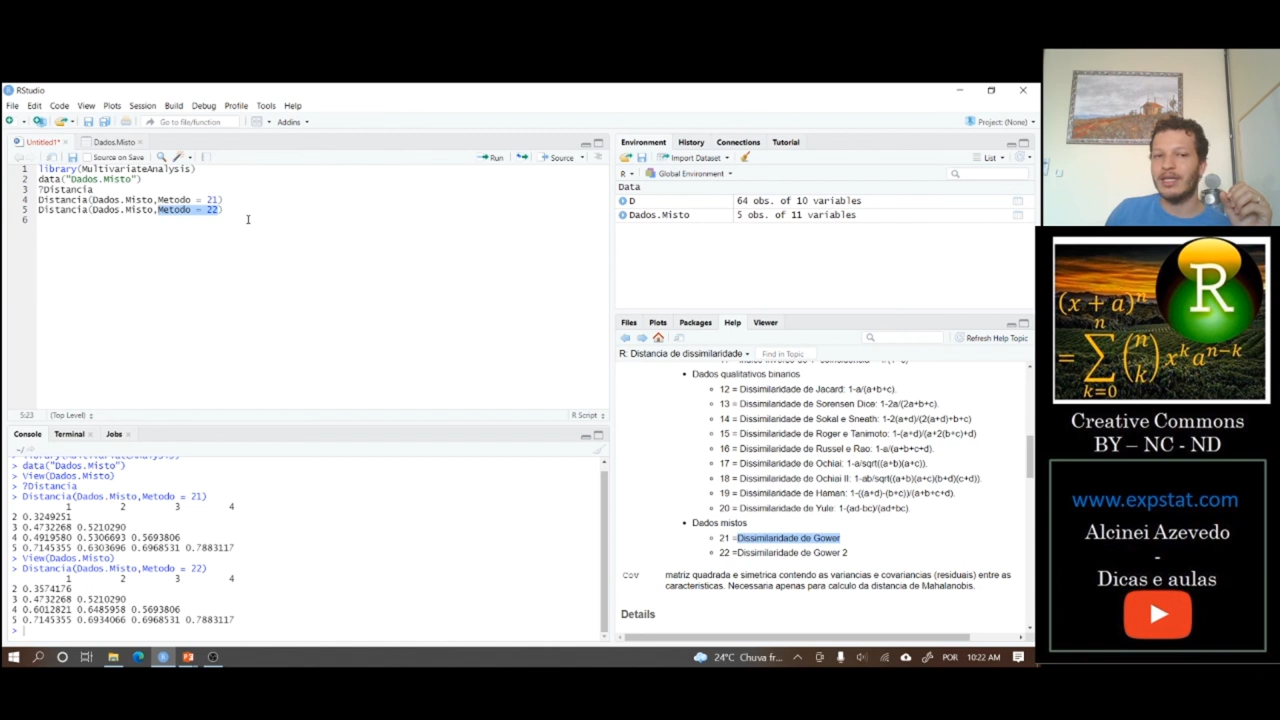 RStudio
File Edit Code View Plots Session Build Debug Profile Tools Help
Go to file/function
Addins
Project: (None)
Untitled1*
Dados.Misto
Source on Save
Run
Source
1 library(MultivariateAnalysis)
2 data("Dados.Misto")
3 ?Distancia
4 Distancia(Dados.Misto,Metodo = 21)
5 Distancia(Dados.Misto,Metodo = 22)
6
5:23 (Top Level)
R Script
Console Terminal Jobs
~/
> data("Dados.Misto")
> View(Dados.Misto)
> ?Distancia
> Distancia(Dados.Misto,Metodo = 21)
1 2 3 4
2 0.3249251
3 0.4732268 0.5210290
4 0.4919580 0.5306693 0.5693806
5 0.7145355 0.6303696 0.6968531 0.7883117
> View(Dados.Misto)
> Distancia(Dados.Misto,Metodo = 22)
1 2 3 4
2 0.3574176
3 0.4732268 0.5210290
4 0.6012821 0.6485958 0.5693806
5 0.7145355 0.6934066 0.6968531 0.7883117
>
Environment History Connections Tutorial
Import Dataset
List
R
Global Environment
Data
D 64 obs. of 10 variables
Dados.Misto 5 obs. of 11 variables
Files Plots Packages Help Viewer
Refresh Help Topic
R: Distancia de dissimilaridade
Find in Topic
• Dados qualitativos binarios
12 = Dissimilaridade de Jacard: 1-a/(a+b+c).
13 = Dissimilaridade de Sorensen Dice: 1-2a/(2a+b+c).
14 = Dissimilaridade de Sokal e Sneath: 1-2(a+d)/(2(a+d)+b+c)
15 = Dissimilaridade de Roger e Tanimoto: 1-(a+d)/(a+2(b+c)+d)
16 = Dissimilaridade de Russel e Rao: 1-a/(a+b+c+d).
17 = Dissimilaridade de Ochiai: 1-a/sqrt((a+b)(a+c)).
18 = Dissimilaridade de Ochiai II: 1-ab/sqrt((a+b)(a+c)(b+d)(c+d)).
19 = Dissimilaridade de Haman: 1-((a+d)-(b+c))/(a+b+c+d).
20 = Dissimilaridade de Yule: 1-(ad-bc)/(ad+bc).
• Dados mistos
21 =Dissimilaridade de Gower
22 =Dissimilaridade de Gower 2
Cov matriz quadrada e simetrica contendo as variancias e covariancias (residuais) entre as
caracteristicas. Necessaria apenas para calculo da distancia de Mahalanobis.
Details
24°C Chuva fr...
POR
10:22 AM
R
(x + a)ⁿ
n
= ∑ (n k) xᵏaⁿ⁻ᵏ
k=0
Creative Commons
BY – NC - ND
www.expstat.com
Alcinei Azevedo
-
Dicas e aulas